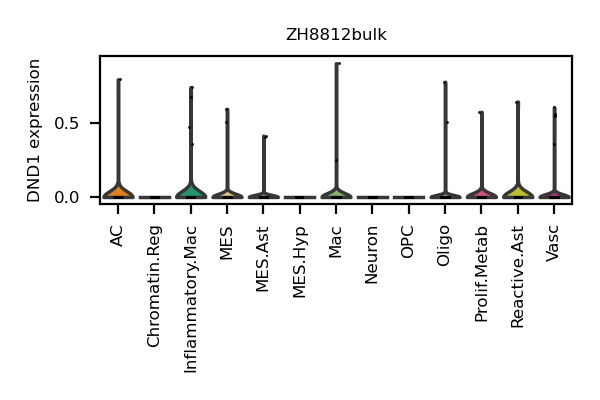 ZH8812bulk
DND1 expression
0.5
0.0
AC
Chromatin.Reg
Inflammatory.Mac
MES
MES.Ast
MES.Hyp
Mac
Neuron
OPC
Oligo
Prolif.Metab
Reactive.Ast
Vasc